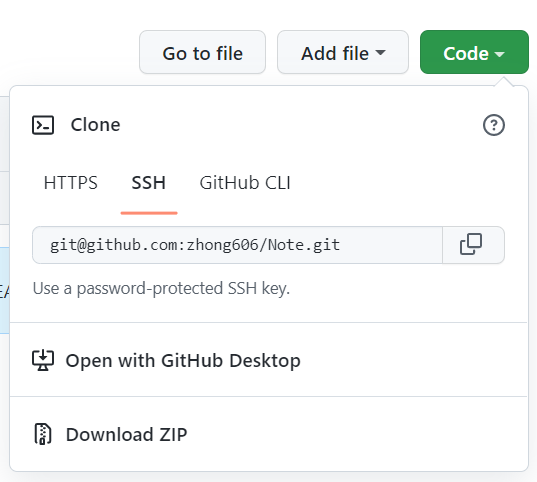 Go to file
Add file
Code
Clone
HTTPS
SSH
GitHub CLI
git@github.com:zhong606/Note.git
Use a password-protected SSH key.
Open with GitHub Desktop
Download ZIP